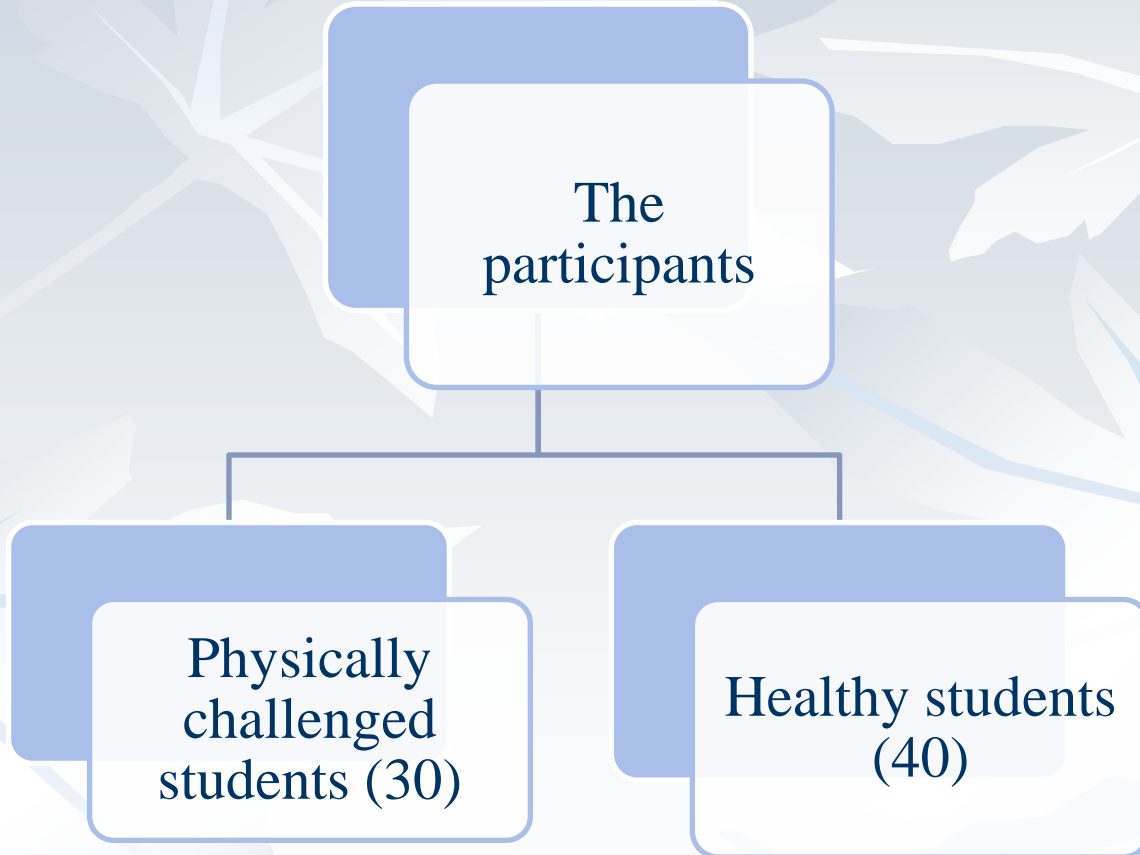 The
participants
Physically
challenged
students (30)
Healthy students
(40)